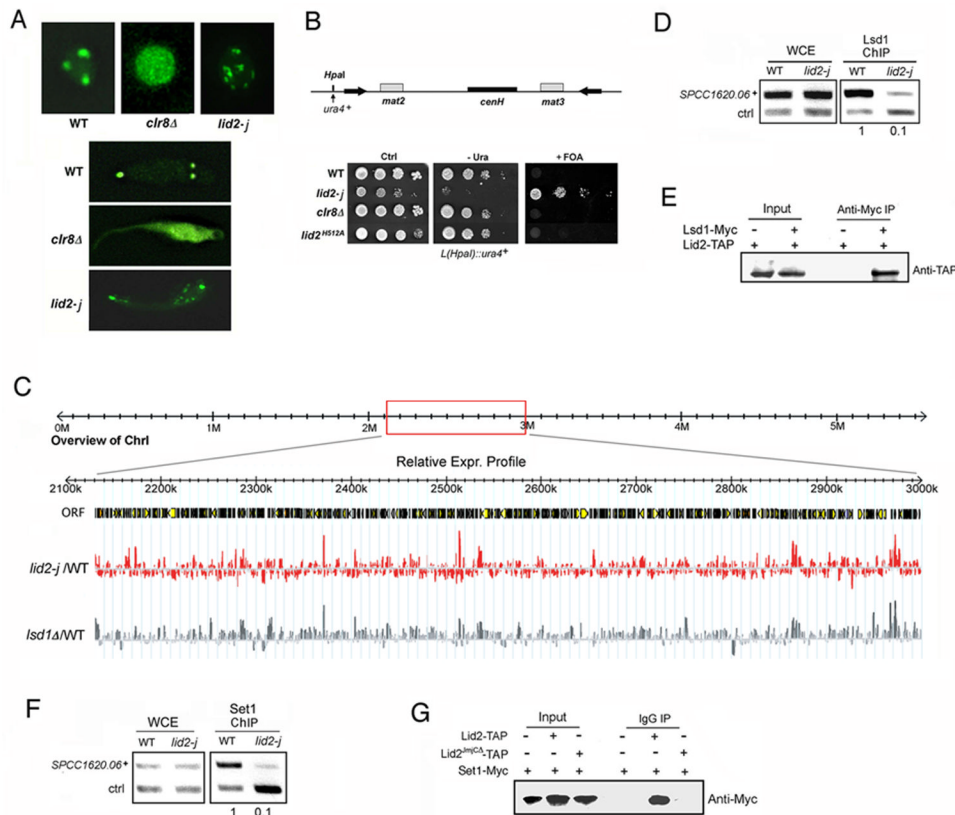 A
WT
clr8Δ
lid2-j
WT
clr8Δ
lid2-j
B
HpaI
ura4+
mat2
cenH
mat3
Ctrl
- Ura
+ FOA
WT
lid2-j
clr8Δ
lid2H512A
L(HpaI)::ura4+
D
WCE
Lsd1 ChIP
WT lid2-j WT lid2-j
SPCC1620.06+
ctrl
1 0.1
E
Input
Anti-Myc IP
Lsd1-Myc - + - +
Lid2-TAP + + + +
Anti-TAP
C
0M 1M 2M 3M 4M 5M
Overview of ChrI
Relative Expr. Profile
2100k 2200k 2300k 2400k 2500k 2600k 2700k 2800k 2900k 3000k
ORF
lid2-j /WT
lsd1Δ/WT
F
WCE
Set1 ChIP
WT lid2-j WT lid2-j
SPCC1620.06+
ctrl
1 0.1
G
Input
IgG IP
Lid2-TAP - + - - + -
Lid2JmjCΔ-TAP - - + - - +
Set1-Myc + + + + + +
Anti-Myc